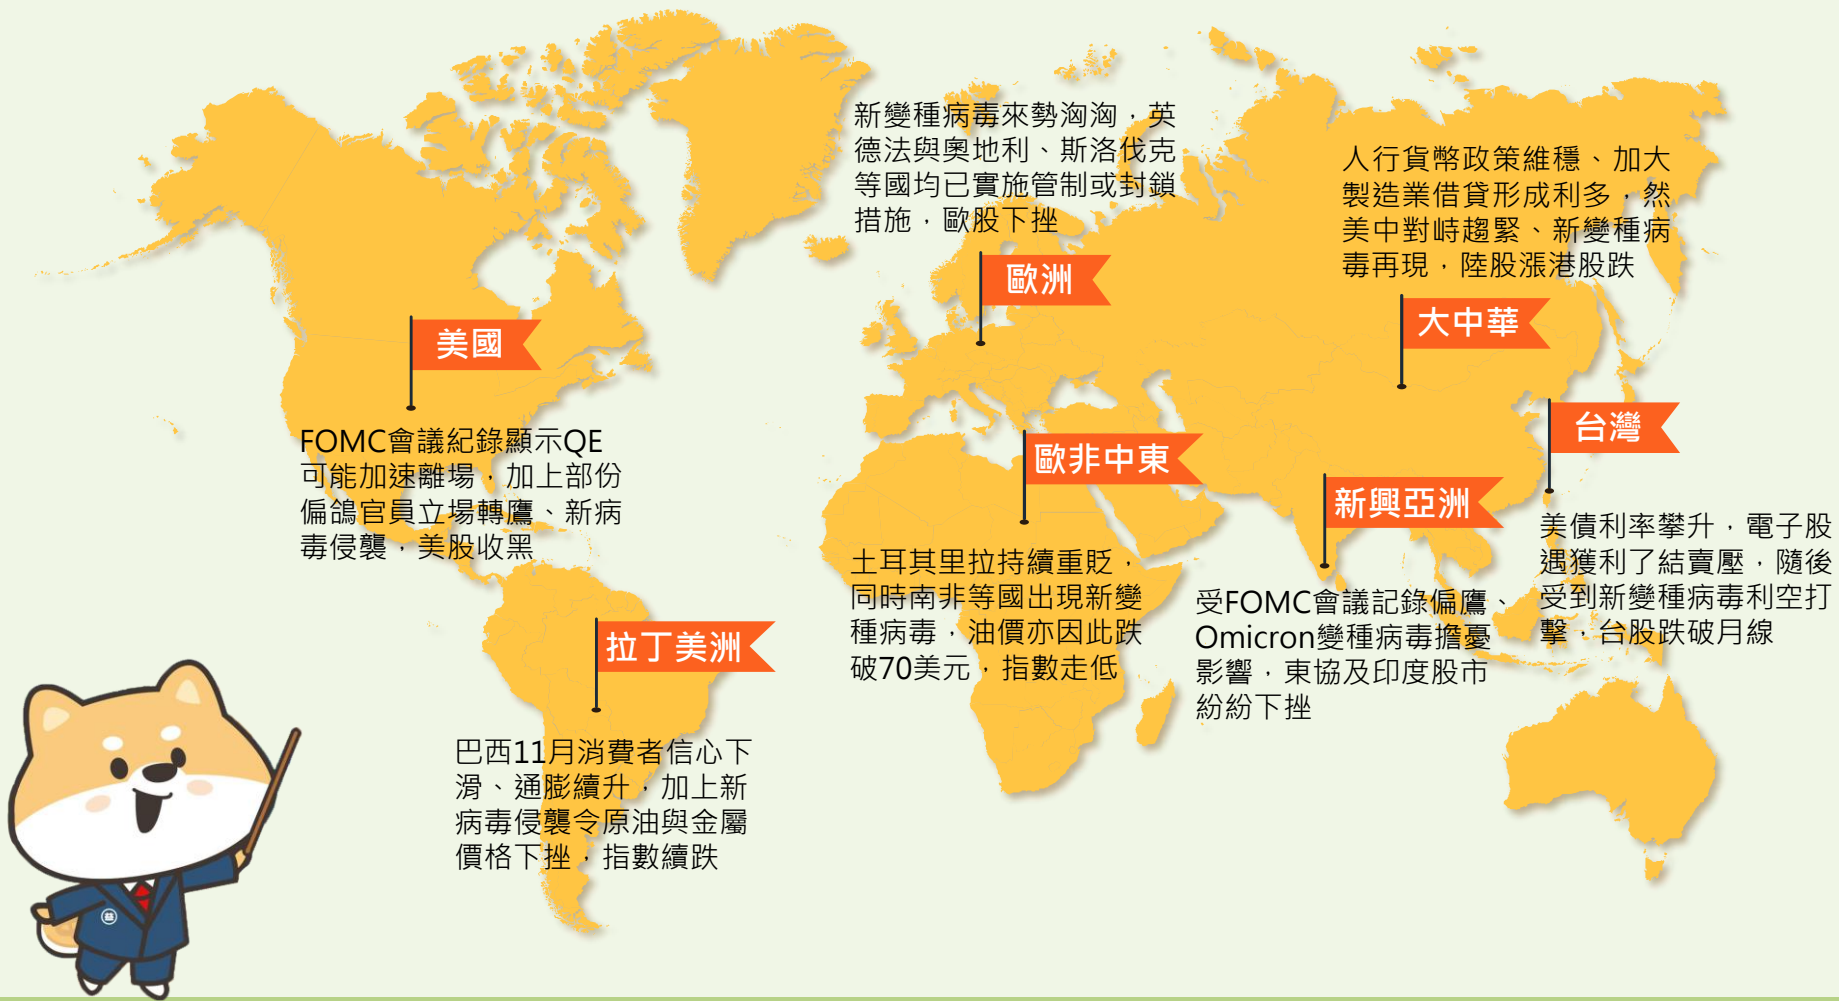 新變種病毒來勢洶洶，英
德法與奧地利、斯洛伐克
等國均已實施管制或封鎖
措施，歐股下挫
歐洲
人行貨幣政策維穩、加大
製造業借貸形成利多，然
美中對峙趨緊、新變種病
毒再現，陸股漲港股跌
大中華
美國
FOMC會議紀錄顯示QE
可能加速離場，加上部份
偏鴿官員立場轉鷹、新病
毒侵襲，美股收黑
台灣
美債利率攀升，電子股
遇獲利了結賣壓，隨後
受到新變種病毒利空打
擊，台股跌破月線
歐非中東
土耳其里拉持續重貶，
同時南非等國出現新變
種病毒，油價亦因此跌
破70美元，指數走低
新興亞洲
受FOMC會議記錄偏鷹、
Omicron變種病毒擔憂
影響，東協及印度股市
紛紛下挫
拉丁美洲
巴西11月消費者信心下
滑、通膨續升，加上新
病毒侵襲令原油與金屬
價格下挫，指數續跌